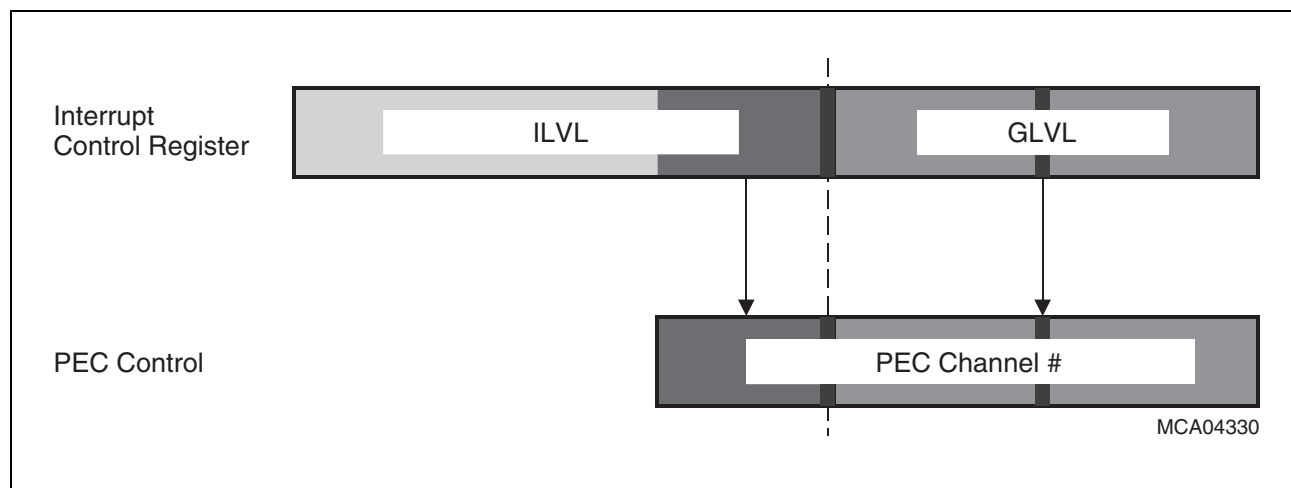 Interrupt
Control Register
ILVL
GLVL
PEC Control
PEC Channel #
MCA04330